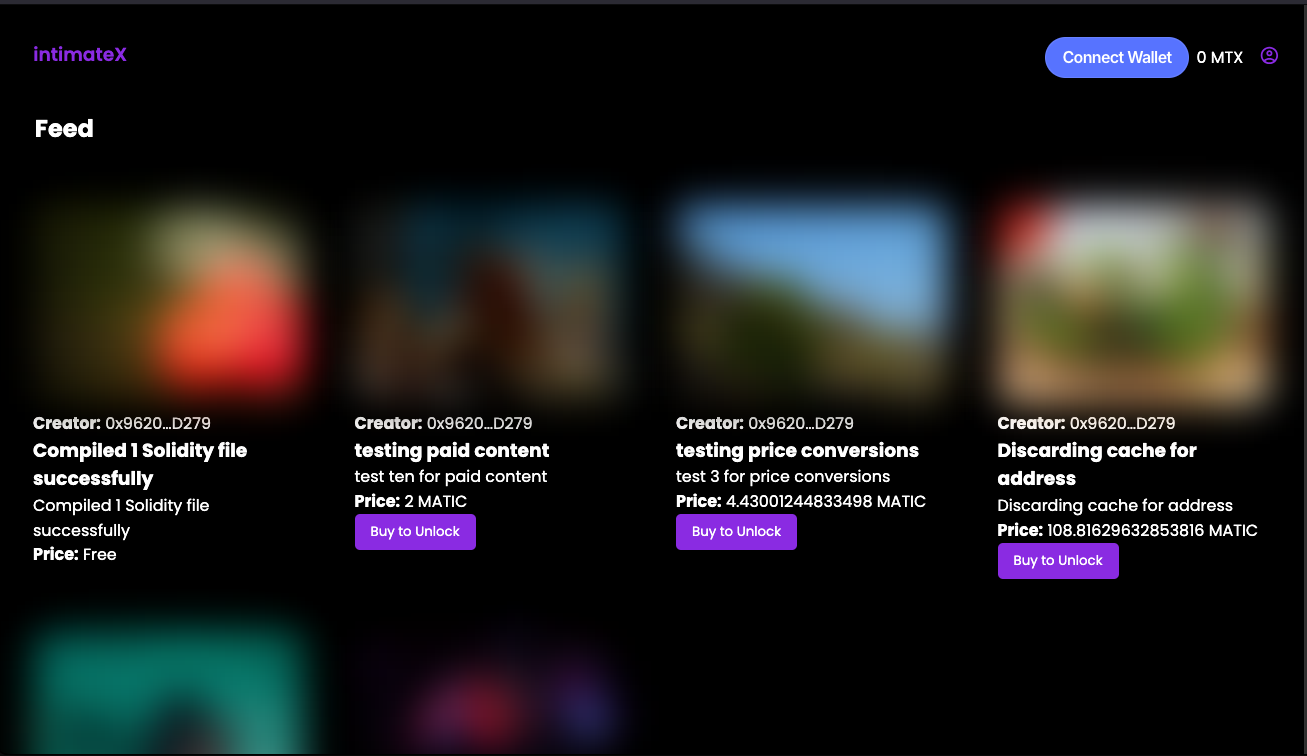 intimateX
Connect Wallet 0 MTX
Feed
Creator: 0x9620...D279
Compiled 1 Solidity file
successfully
Compiled 1 Solidity file
successfully
Price: Free
Creator: 0x9620...D279
testing paid content
test ten for paid content
Price: 2 MATIC
Buy to Unlock
Creator: 0x9620...D279
testing price conversions
test 3 for price conversions
Price: 4.43001244833498 MATIC
Buy to Unlock
Creator: 0x9620...D279
Discarding cache for
address
Discarding cache for address
Price: 108.81629632853816 MATIC
Buy to Unlock